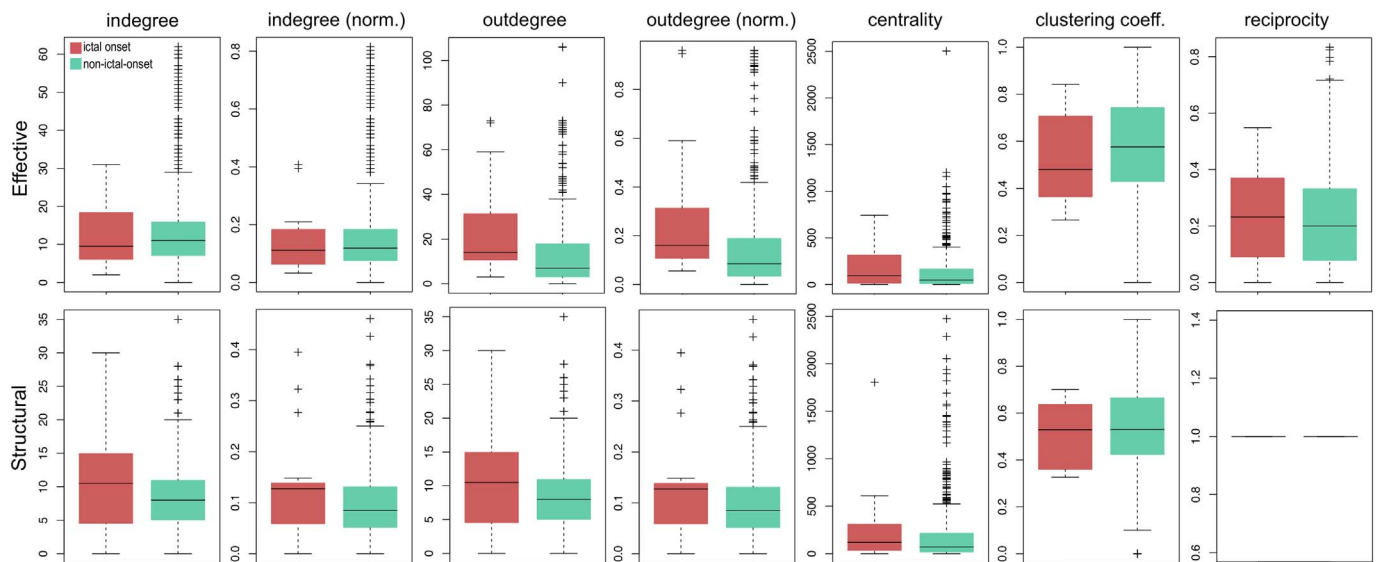 indegree indegree (norm.) outdegree outdegree (norm.) centrality clustering coeff. reciprocity
Effective
ictal onset
non-ictal-onset
0 10 20 30 40 50 60
0.0 0.2 0.4 0.6 0.8
0 20 40 60 80 100
0.0 0.2 0.4 0.6 0.8
0 500 1000 1500 2000 2500
0.0 0.2 0.4 0.6 0.8 1.0
0.0 0.2 0.4 0.6 0.8
Structural
0 5 10 15 20 25 30 35
0.0 0.1 0.2 0.3 0.4
0 5 10 15 20 25 30 35
0.0 0.1 0.2 0.3 0.4
0 500 1000 1500 2000 2500
0.0 0.2 0.4 0.6 0.8 1.0
0.6 0.8 1.0 1.2 1.4